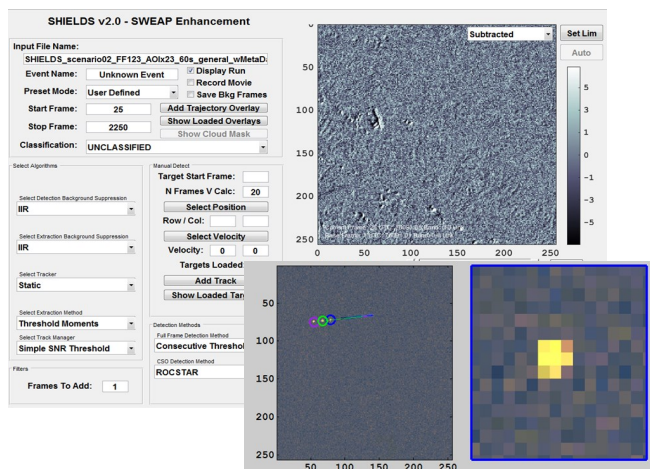 SHIELDS v2.0 - SWEAP Enhancement
Input File Name:
SHIELDS_scenario02_FF123_AOIx23_60s_general_wMetaD
Event Name: Unknown Event
Display Run
Record Movie
Preset Mode: User Defined
Save Bkg Frames
Start Frame: 25
Add Trajectory Overlay
Stop Frame: 2250
Show Loaded Overlays
Show Cloud Mask
Classification: UNCLASSIFIED
Select Algorithms
Select Detection Background Suppression
IIR
Select Extraction Background Suppression
IIR
Select Tracker
Static
Select Extraction Method
Threshold Moments
Select Track Manager
Simple SNR Threshold
Filters
Frames To Add: 1
Manual Detect
Target Start Frame:
N Frames V Calc: 20
Select Position
Row / Col:
Select Velocity
Velocity: 0 0
Targets Loaded
Add Track
Show Loaded Targ
Detection Methods
Full Frame Detection Method
Consecutive Threshol
CSO Detection Method
ROCSTAR
Subtracted
Set Lim
Auto
50
100
150
200
250
0 50 100 150 200 250
5
3
1
0
-1
-3
-5
50
100
150
200
250
50 100 150 200 250